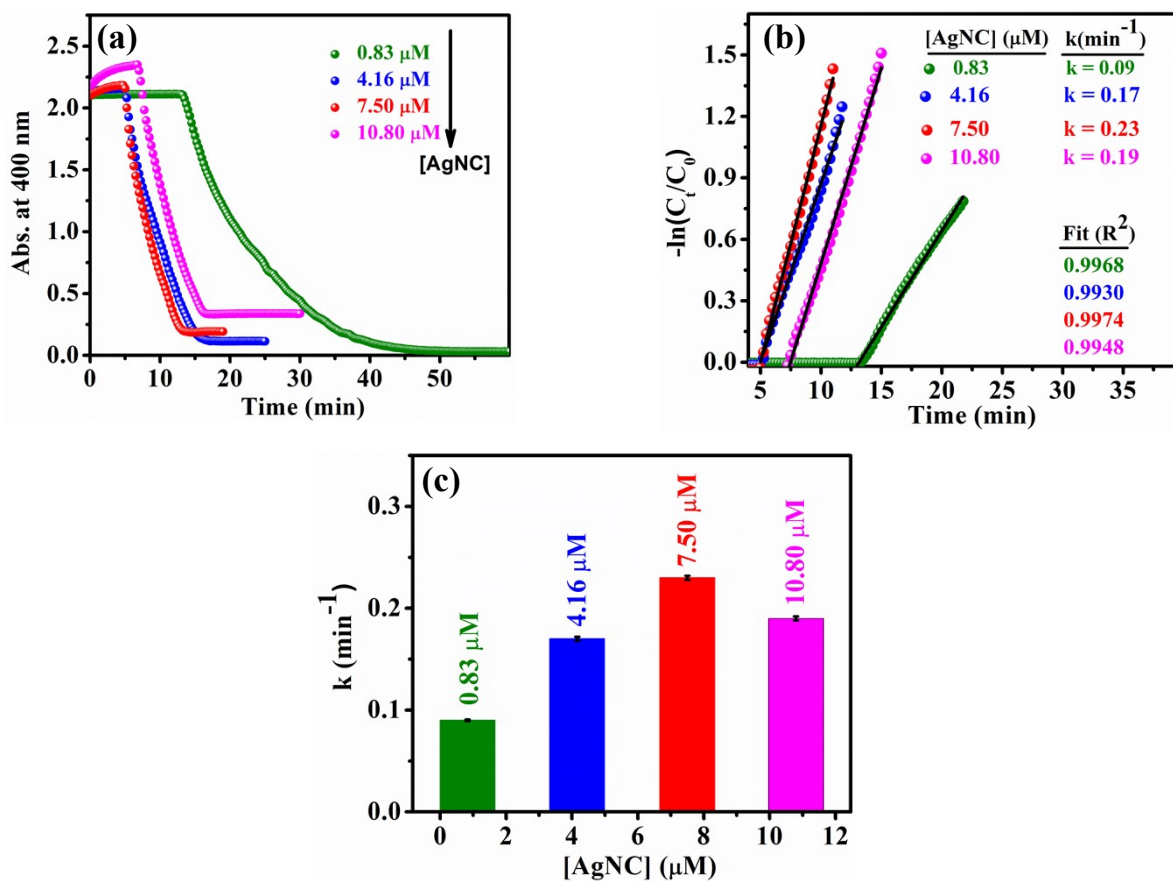 (a)
0.83 μM
4.16 μM
7.50 μM
10.80 μM
[AgNC]
2.5
2.0
1.5
1.0
0.5
0.0
Abs. at 400 nm
0 10 20 30 40 50
Time (min)
(b)
[AgNC] (μM) k(min⁻¹)
0.83 k = 0.09
4.16 k = 0.17
7.50 k = 0.23
10.80 k = 0.19
Fit (R²)
0.9968
0.9930
0.9974
0.9948
-1.5
-1.2
0.9
0.6
0.3
0.0
-ln(Cₜ/C₀)
5 10 15 20 25 30 35
Time (min)
(c)
0.83 μM
4.16 μM
7.50 μM
10.80 μM
0.3
0.2
0.1
0.0
k (min⁻¹)
0 2 4 6 8 10 12
[AgNC] (μM)